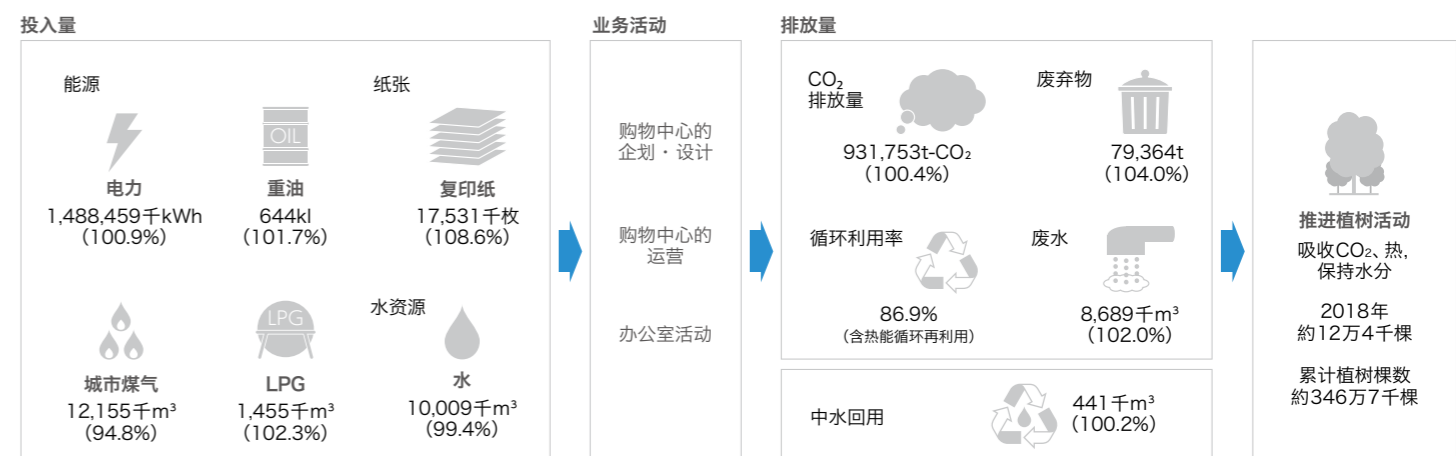 投入量
能源
电力
1,488,459千kWh
(100.9%)
OIL
重油
644kl
(101.7%)
纸张
复印纸
17,531千枚
(108.6%)
城市煤气
12,155千m³
(94.8%)
LPG
LPG
1,455千m³
(102.3%)
水资源
水
10,009千m³
(99.4%)
业务活动
购物中心的
企划・设计
购物中心的
运营
办公室活动
排放量
CO₂
排放量
931,753t-CO₂
(100.4%)
废弃物
79,364t
(104.0%)
循环利用率
86.9%
(含热能循环再利用)
废水
8,689千m³
(102.0%)
中水回用
441千m³
(100.2%)
推进植树活动
吸收CO₂、热,
保持水分
2018年
約12万4千棵
累计植树棵数
約346万7千棵